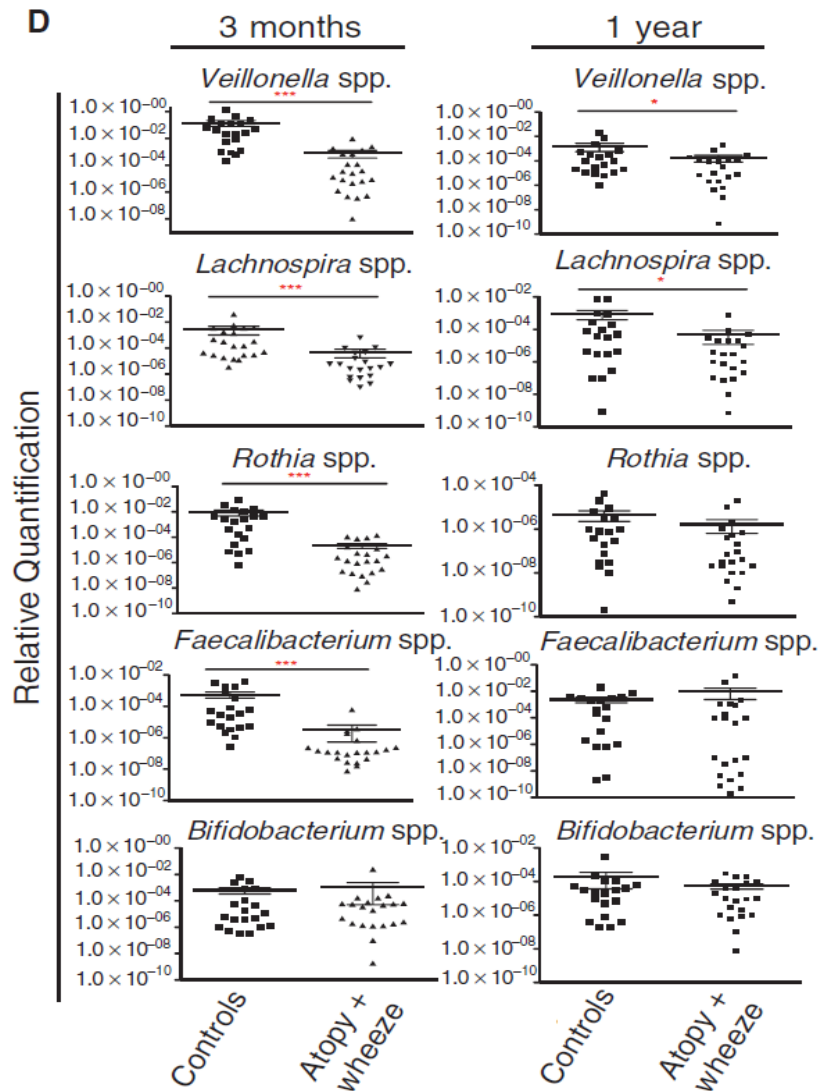 D
3 months
1 year
Relative Quantification
Veillonella spp.
***
1.0 × 10⁻⁰⁰
1.0 × 10⁻⁰²
1.0 × 10⁻⁰⁴
1.0 × 10⁻⁰⁶
1.0 × 10⁻⁰⁸
Veillonella spp.
*
1.0 × 10⁻⁰⁰
1.0 × 10⁻⁰²
1.0 × 10⁻⁰⁴
1.0 × 10⁻⁰⁶
1.0 × 10⁻⁰⁸
1.0 × 10⁻¹⁰
Lachnospira spp.
***
1.0 × 10⁻⁰⁰
1.0 × 10⁻⁰²
1.0 × 10⁻⁰⁴
1.0 × 10⁻⁰⁶
1.0 × 10⁻⁰⁸
1.0 × 10⁻¹⁰
Lachnospira spp.
*
1.0 × 10⁻⁰²
1.0 × 10⁻⁰⁴
1.0 × 10⁻⁰⁶
1.0 × 10⁻⁰⁸
1.0 × 10⁻¹⁰
Rothia spp.
***
1.0 × 10⁻⁰⁰
1.0 × 10⁻⁰²
1.0 × 10⁻⁰⁴
1.0 × 10⁻⁰⁶
1.0 × 10⁻⁰⁸
1.0 × 10⁻¹⁰
Rothia spp.
1.0 × 10⁻⁰⁴
1.0 × 10⁻⁰⁶
1.0 × 10⁻⁰⁸
1.0 × 10⁻¹⁰
Faecalibacterium spp.
***
1.0 × 10⁻⁰²
1.0 × 10⁻⁰⁴
1.0 × 10⁻⁰⁶
1.0 × 10⁻⁰⁸
1.0 × 10⁻¹⁰
Faecalibacterium spp.
1.0 × 10⁻⁰⁰
1.0 × 10⁻⁰²
1.0 × 10⁻⁰⁴
1.0 × 10⁻⁰⁶
1.0 × 10⁻⁰⁸
1.0 × 10⁻¹⁰
Bifidobacterium spp.
1.0 × 10⁻⁰⁰
1.0 × 10⁻⁰²
1.0 × 10⁻⁰⁴
1.0 × 10⁻⁰⁶
1.0 × 10⁻⁰⁸
1.0 × 10⁻¹⁰
Bifidobacterium spp.
1.0 × 10⁻⁰²
1.0 × 10⁻⁰⁴
1.0 × 10⁻⁰⁶
1.0 × 10⁻⁰⁸
1.0 × 10⁻¹⁰
Controls
Atopy +
wheeze
Controls
Atopy +
wheeze